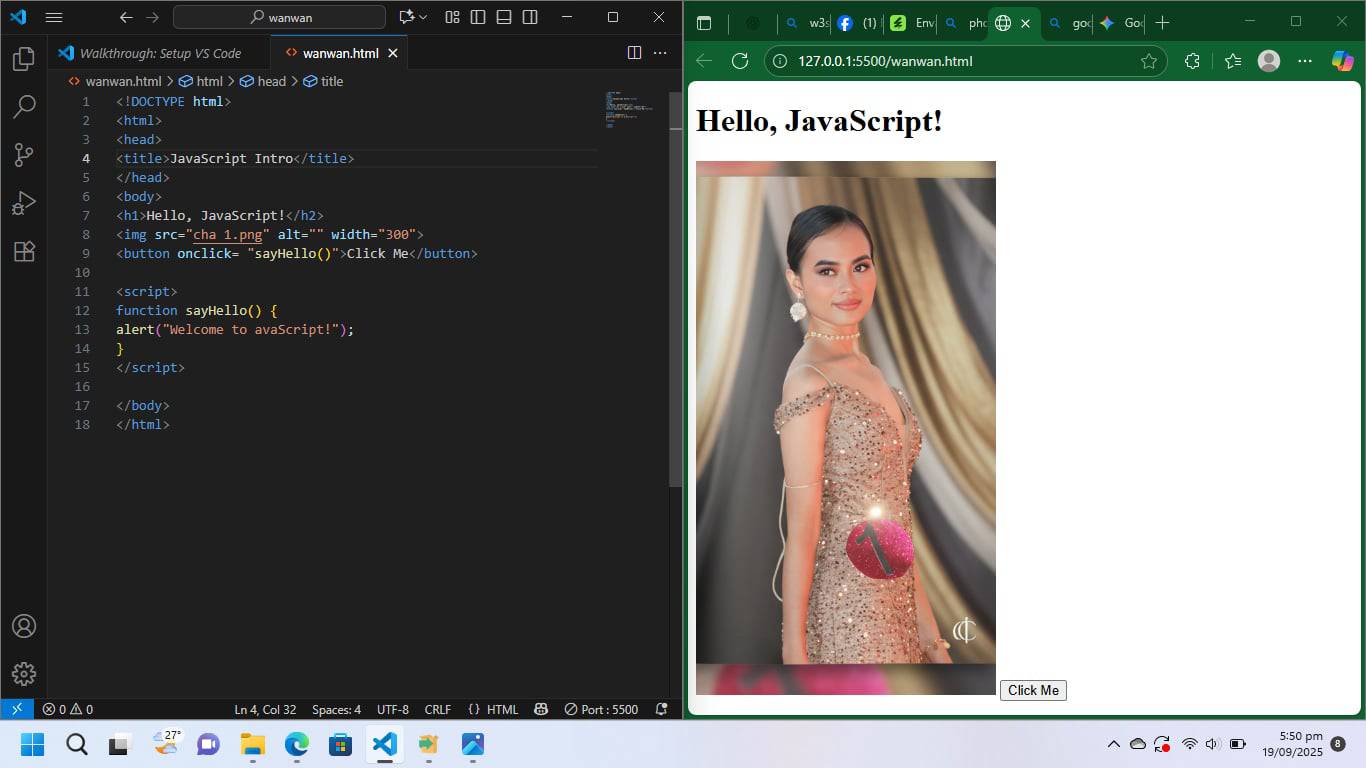 wanwan
Walkthrough: Setup VS Code
wanwan.html
wanwan.html > html > head > title
1 <!DOCTYPE html>
2 <html>
3 <head>
4 <title>JavaScript Intro</title>
5 </head>
6 <body>
7 <h1>Hello, JavaScript!</h2>
8 <img src="cha 1.png" alt="" width="300">
9 <button onclick= "sayHello()">Click Me</button>
10
11 <script>
12 function sayHello() {
13 alert("Welcome to avaScript!");
14 }
15 </script>
16
17 </body>
18 </html>
0 0
Ln 4, Col 32 Spaces: 4 UTF-8 CRLF {} HTML Port : 5500
w3s (1) Env pho goo Goo
127.0.0.1:5500/wanwan.html
Hello, JavaScript!
1
Click Me
27°
5:50 pm
19/09/2025
8